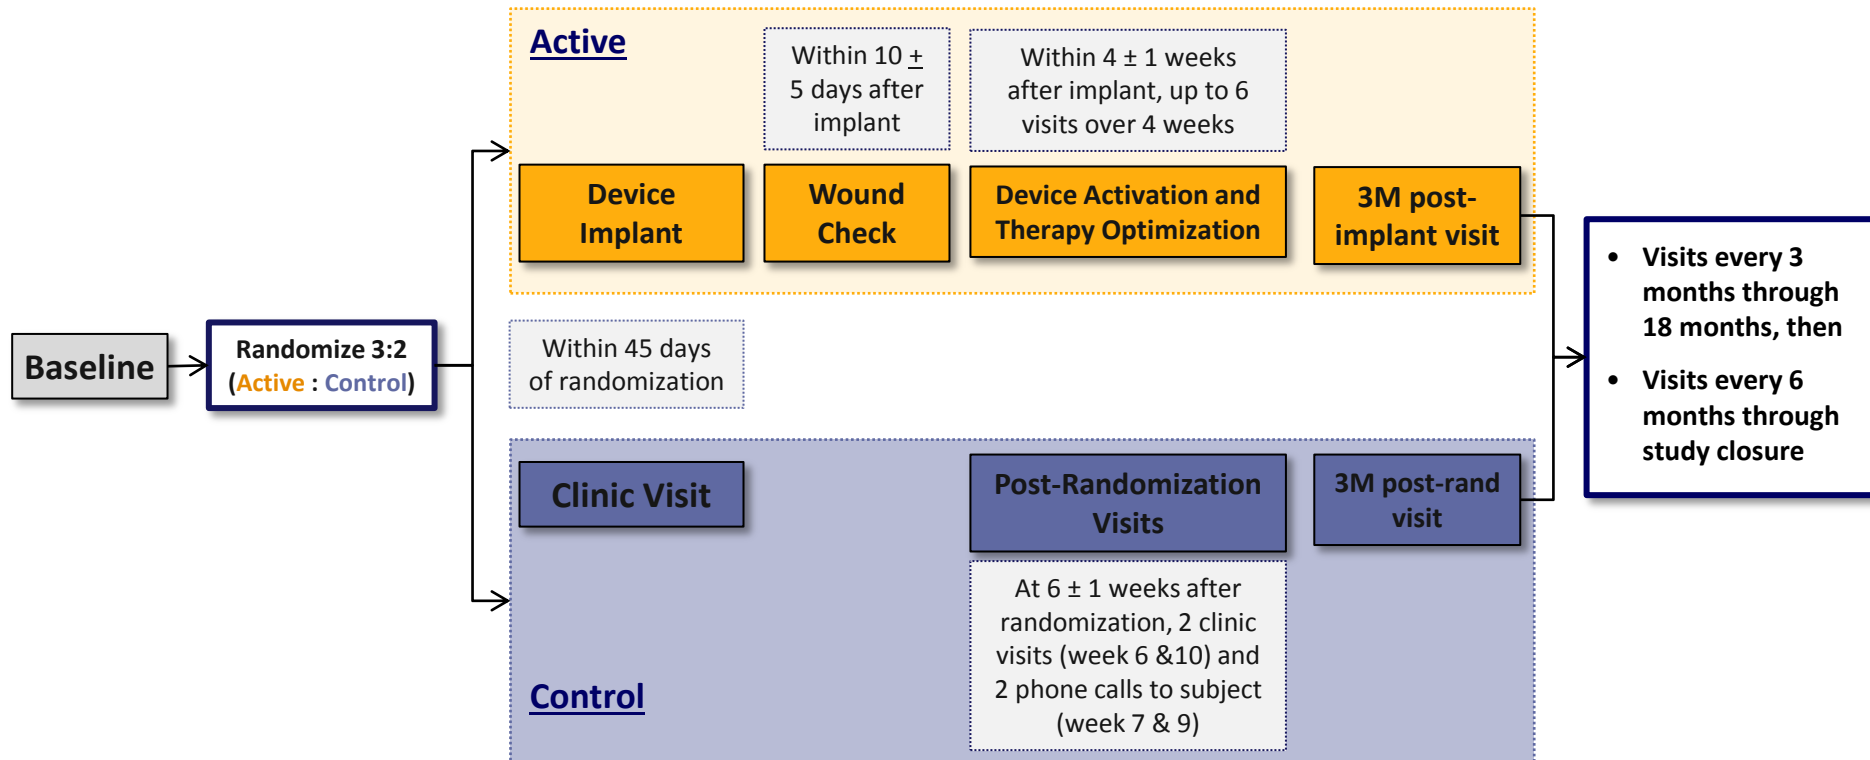 Active
Within 10 ±
5 days after
implant
Within 4 ± 1 weeks
after implant, up to 6
visits over 4 weeks
Device
Implant
Wound
Check
Device Activation and
Therapy Optimization
3M post-
implant visit
Baseline
Randomize 3:2
(Active : Control)
Within 45 days
of randomization
• Visits every 3
months through
18 months, then
• Visits every 6
months through
study closure
Clinic Visit
Post-Randomization
Visits
3M post-rand
visit
At 6 ± 1 weeks after
randomization, 2 clinic
visits (week 6 &10) and
2 phone calls to subject
(week 7 & 9)
Control